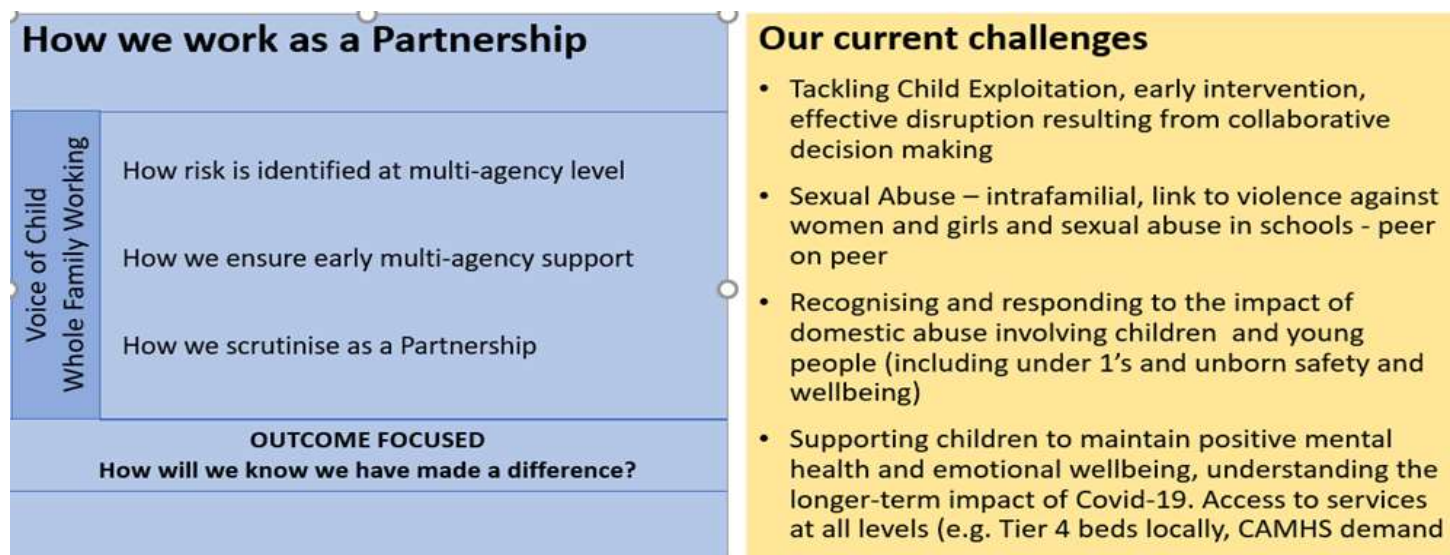 How we work as a Partnership
Voice of Child
Whole Family Working
How risk is identified at multi-agency level
How we ensure early multi-agency support
How we scrutinise as a Partnership
OUTCOME FOCUSED
How will we know we have made a difference?
Our current challenges
• Tackling Child Exploitation, early intervention,
effective disruption resulting from collaborative
decision making
• Sexual Abuse – intrafamilial, link to violence against
women and girls and sexual abuse in schools - peer
on peer
• Recognising and responding to the impact of
domestic abuse involving children and young
people (including under 1's and unborn safety and
wellbeing)
• Supporting children to maintain positive mental
health and emotional wellbeing, understanding the
longer-term impact of Covid-19. Access to services
at all levels (e.g. Tier 4 beds locally, CAMHS demand